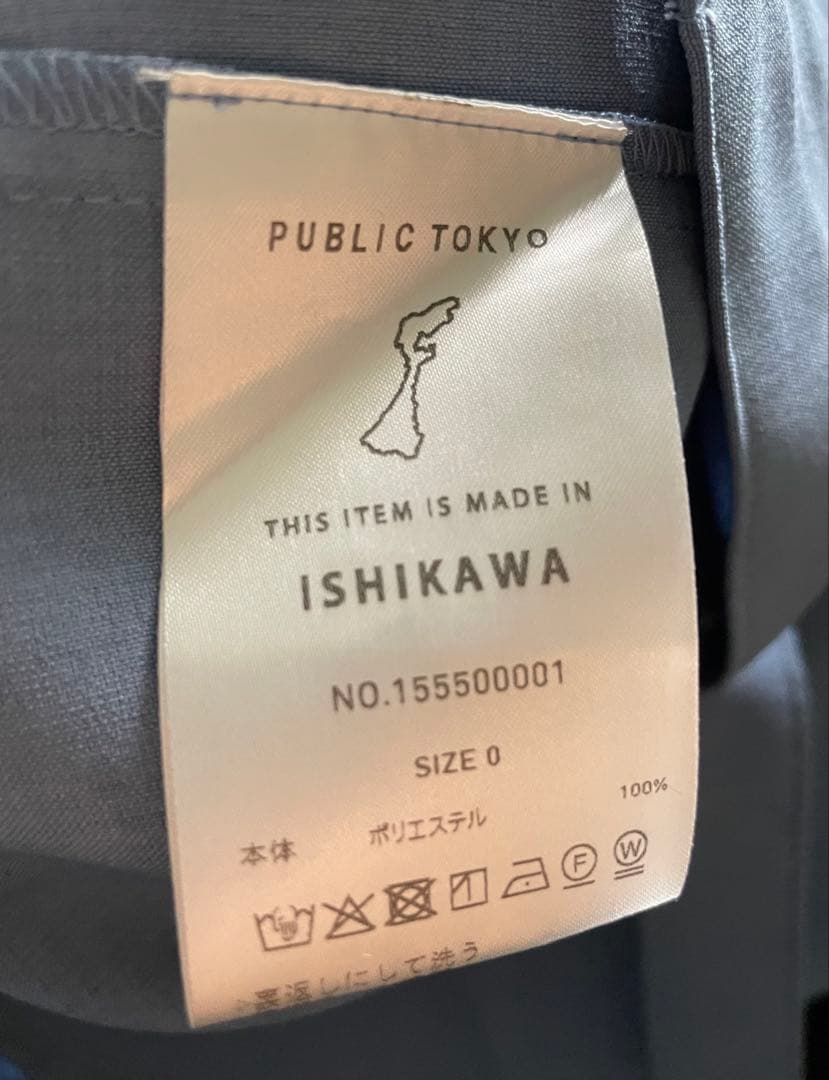 PUBLIC TOKYO
THIS ITEM IS MADE IN
ISHIKAWA
NO.155500001
SIZE 0
本体 ポリエステル 100%
F W
裏返しにして洗う